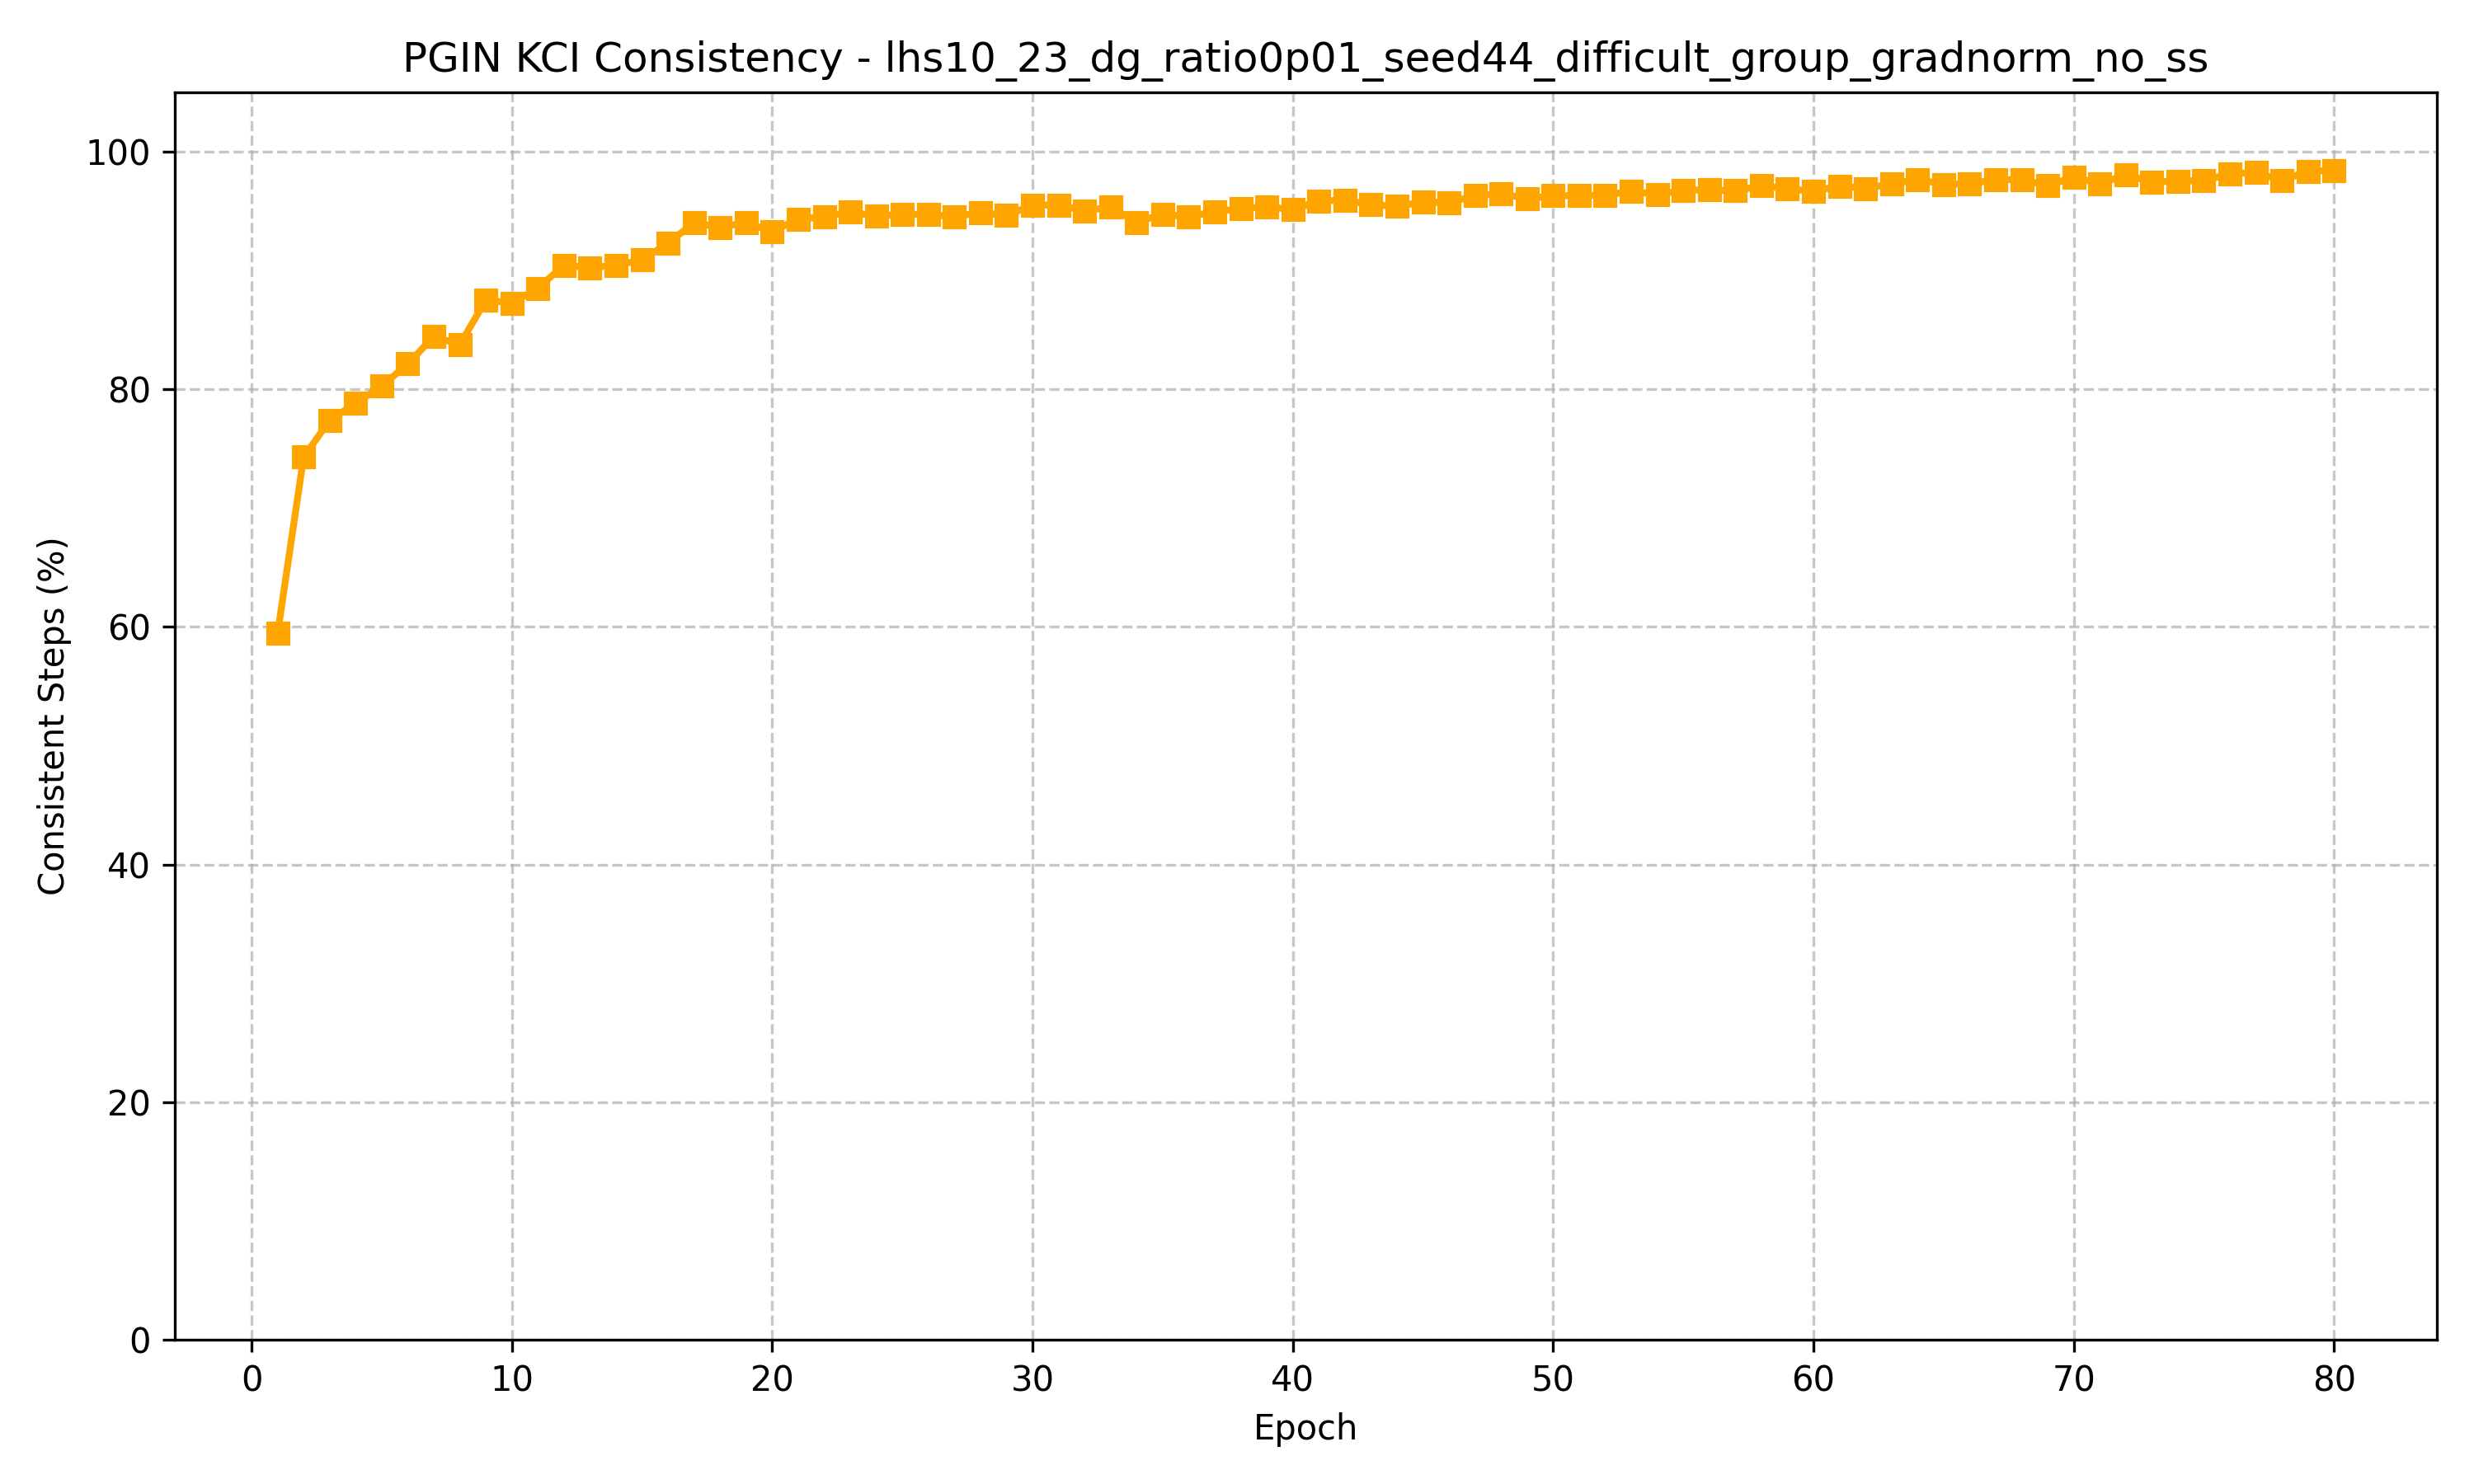 PGIN KCI Consistency - lhs10_23_dg_ratio0p01_seed44_difficult_group_gradnorm_no_ss
Consistent Steps (%)
100
80
60
40
20
0
0 10 20 30 40 50 60 70 80
Epoch